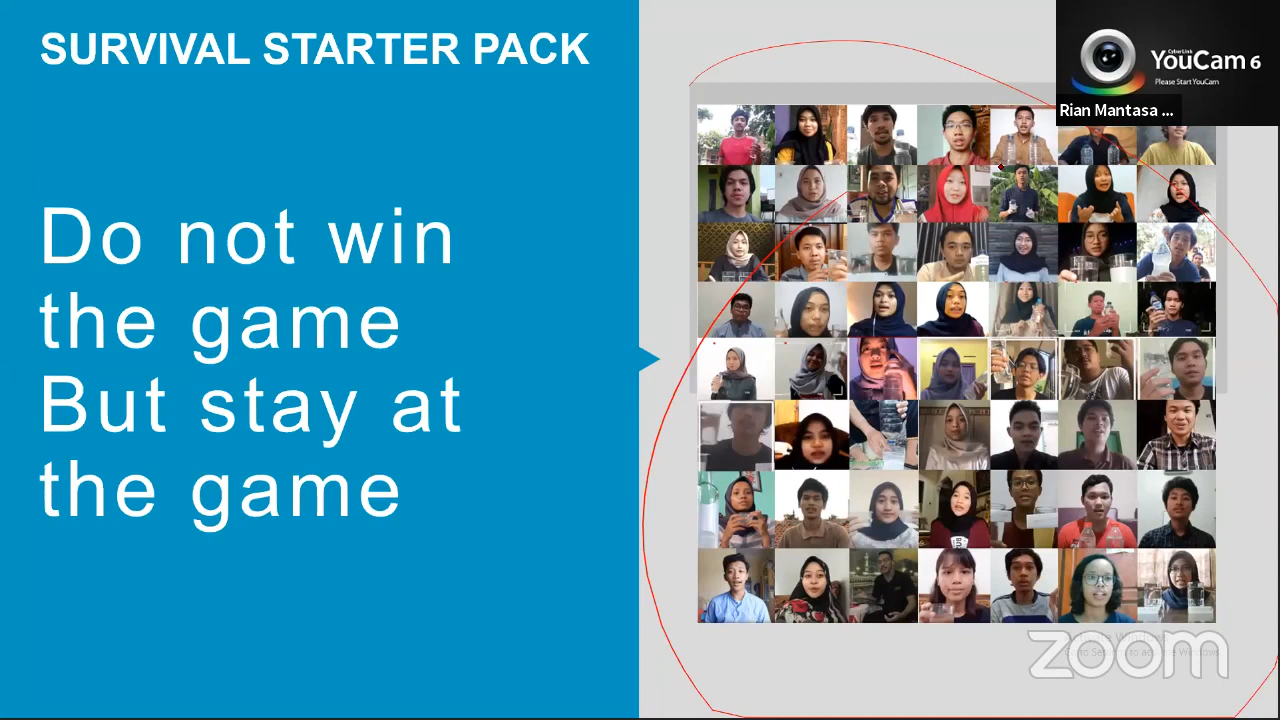 SURVIVAL STARTER PACK
Do not win
the game
But stay at
the game
CyberLink
YouCam 6
Please Start YouCam
Rian Mantasa ...
zoom